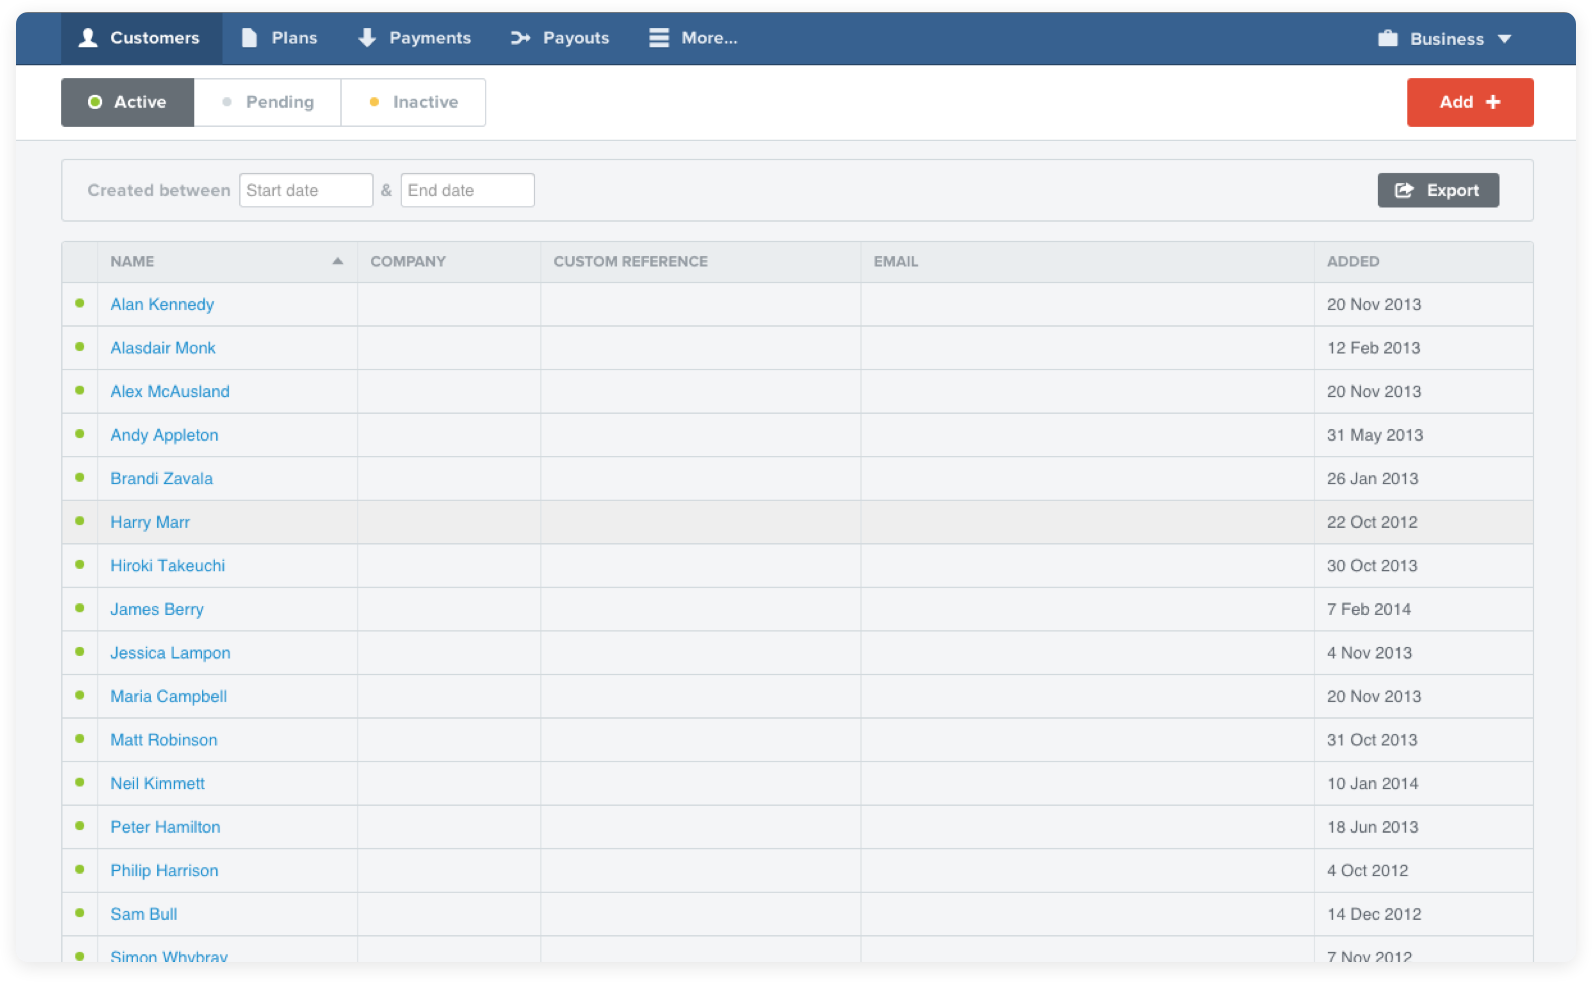 Customers Plans Payments Payouts More... Business
Active Pending Inactive Add +
Created between Start date & End date Export
NAME COMPANY CUSTOM REFERENCE EMAIL ADDED
Alan Kennedy 20 Nov 2013
Alasdair Monk 12 Feb 2013
Alex McAusland 20 Nov 2013
Andy Appleton 31 May 2013
Brandi Zavala 26 Jan 2013
Harry Marr 22 Oct 2012
Hiroki Takeuchi 30 Oct 2013
James Berry 7 Feb 2014
Jessica Lampon 4 Nov 2013
Maria Campbell 20 Nov 2013
Matt Robinson 31 Oct 2013
Neil Kimmett 10 Jan 2014
Peter Hamilton 18 Jun 2013
Philip Harrison 4 Oct 2012
Sam Bull 14 Dec 2012
Simon Whybray 7 Nov 2012